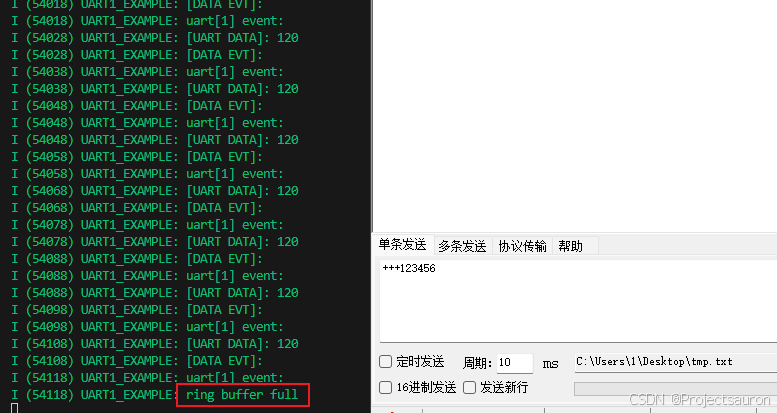 I (54018) UART1_EXAMPLE: [DATA EVT]:
I (54018) UART1_EXAMPLE: uart[1] event:
I (54028) UART1_EXAMPLE: [UART DATA]: 120
I (54028) UART1_EXAMPLE: [DATA EVT]:
I (54038) UART1_EXAMPLE: uart[1] event:
I (54038) UART1_EXAMPLE: [UART DATA]: 120
I (54048) UART1_EXAMPLE: [DATA EVT]:
I (54048) UART1_EXAMPLE: uart[1] event:
I (54048) UART1_EXAMPLE: [UART DATA]: 120
I (54058) UART1_EXAMPLE: [DATA EVT]:
I (54058) UART1_EXAMPLE: uart[1] event:
I (54068) UART1_EXAMPLE: [UART DATA]: 120
I (54068) UART1_EXAMPLE: [DATA EVT]:
I (54078) UART1_EXAMPLE: uart[1] event:
I (54078) UART1_EXAMPLE: [UART DATA]: 120
I (54088) UART1_EXAMPLE: [DATA EVT]:
I (54088) UART1_EXAMPLE: uart[1] event:
I (54088) UART1_EXAMPLE: [UART DATA]: 120
I (54098) UART1_EXAMPLE: [DATA EVT]:
I (54098) UART1_EXAMPLE: uart[1] event:
I (54108) UART1_EXAMPLE: [UART DATA]: 120
I (54108) UART1_EXAMPLE: [DATA EVT]:
I (54118) UART1_EXAMPLE: uart[1] event:
I (54118) UART1_EXAMPLE: ring buffer full
单条发送 多条发送 协议传输 帮助
+++123456
定时发送 周期: 10 ms C:\Users\1\Desktop\tmp.txt
16进制发送 发送新行
CSDN @Projectsauron